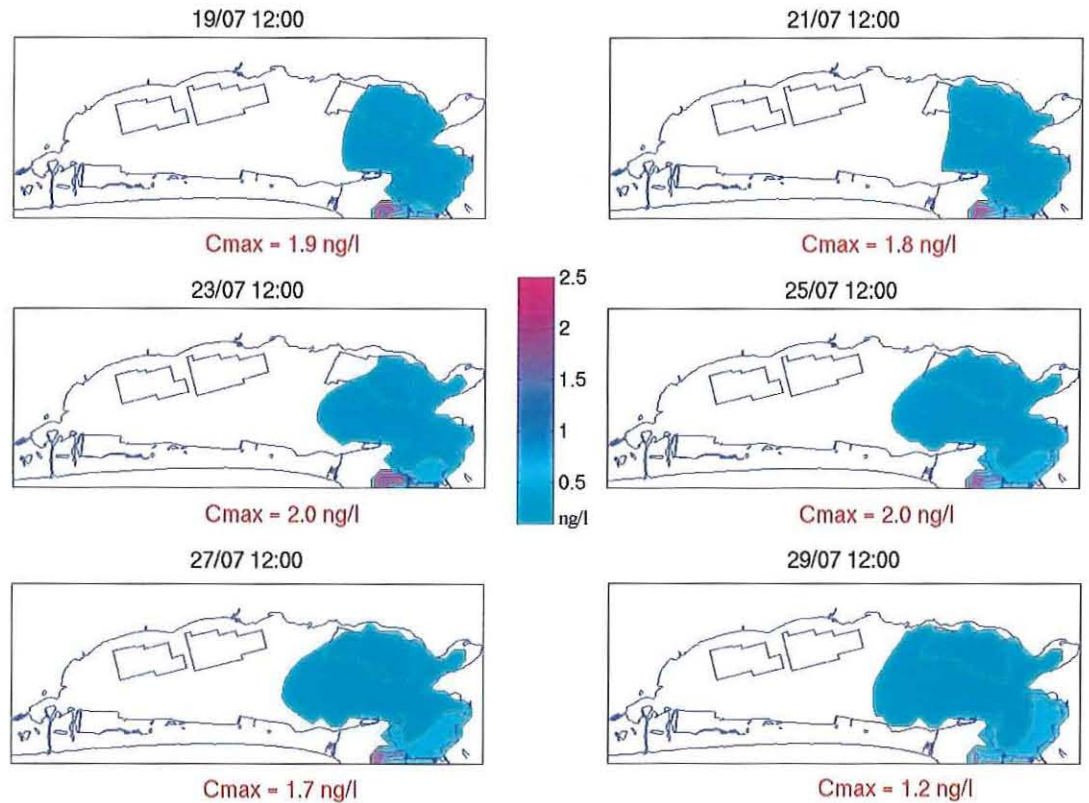 19/07 12:00
21/07 12:00
Cmax = 1.9 ng/l
Cmax = 1.8 ng/l
23/07 12:00
25/07 12:00
2.5
2
1.5
1
0.5
ng/l
Cmax = 2.0 ng/l
Cmax = 2.0 ng/l
27/07 12:00
29/07 12:00
Cmax = 1.7 ng/l
Cmax = 1.2 ng/l